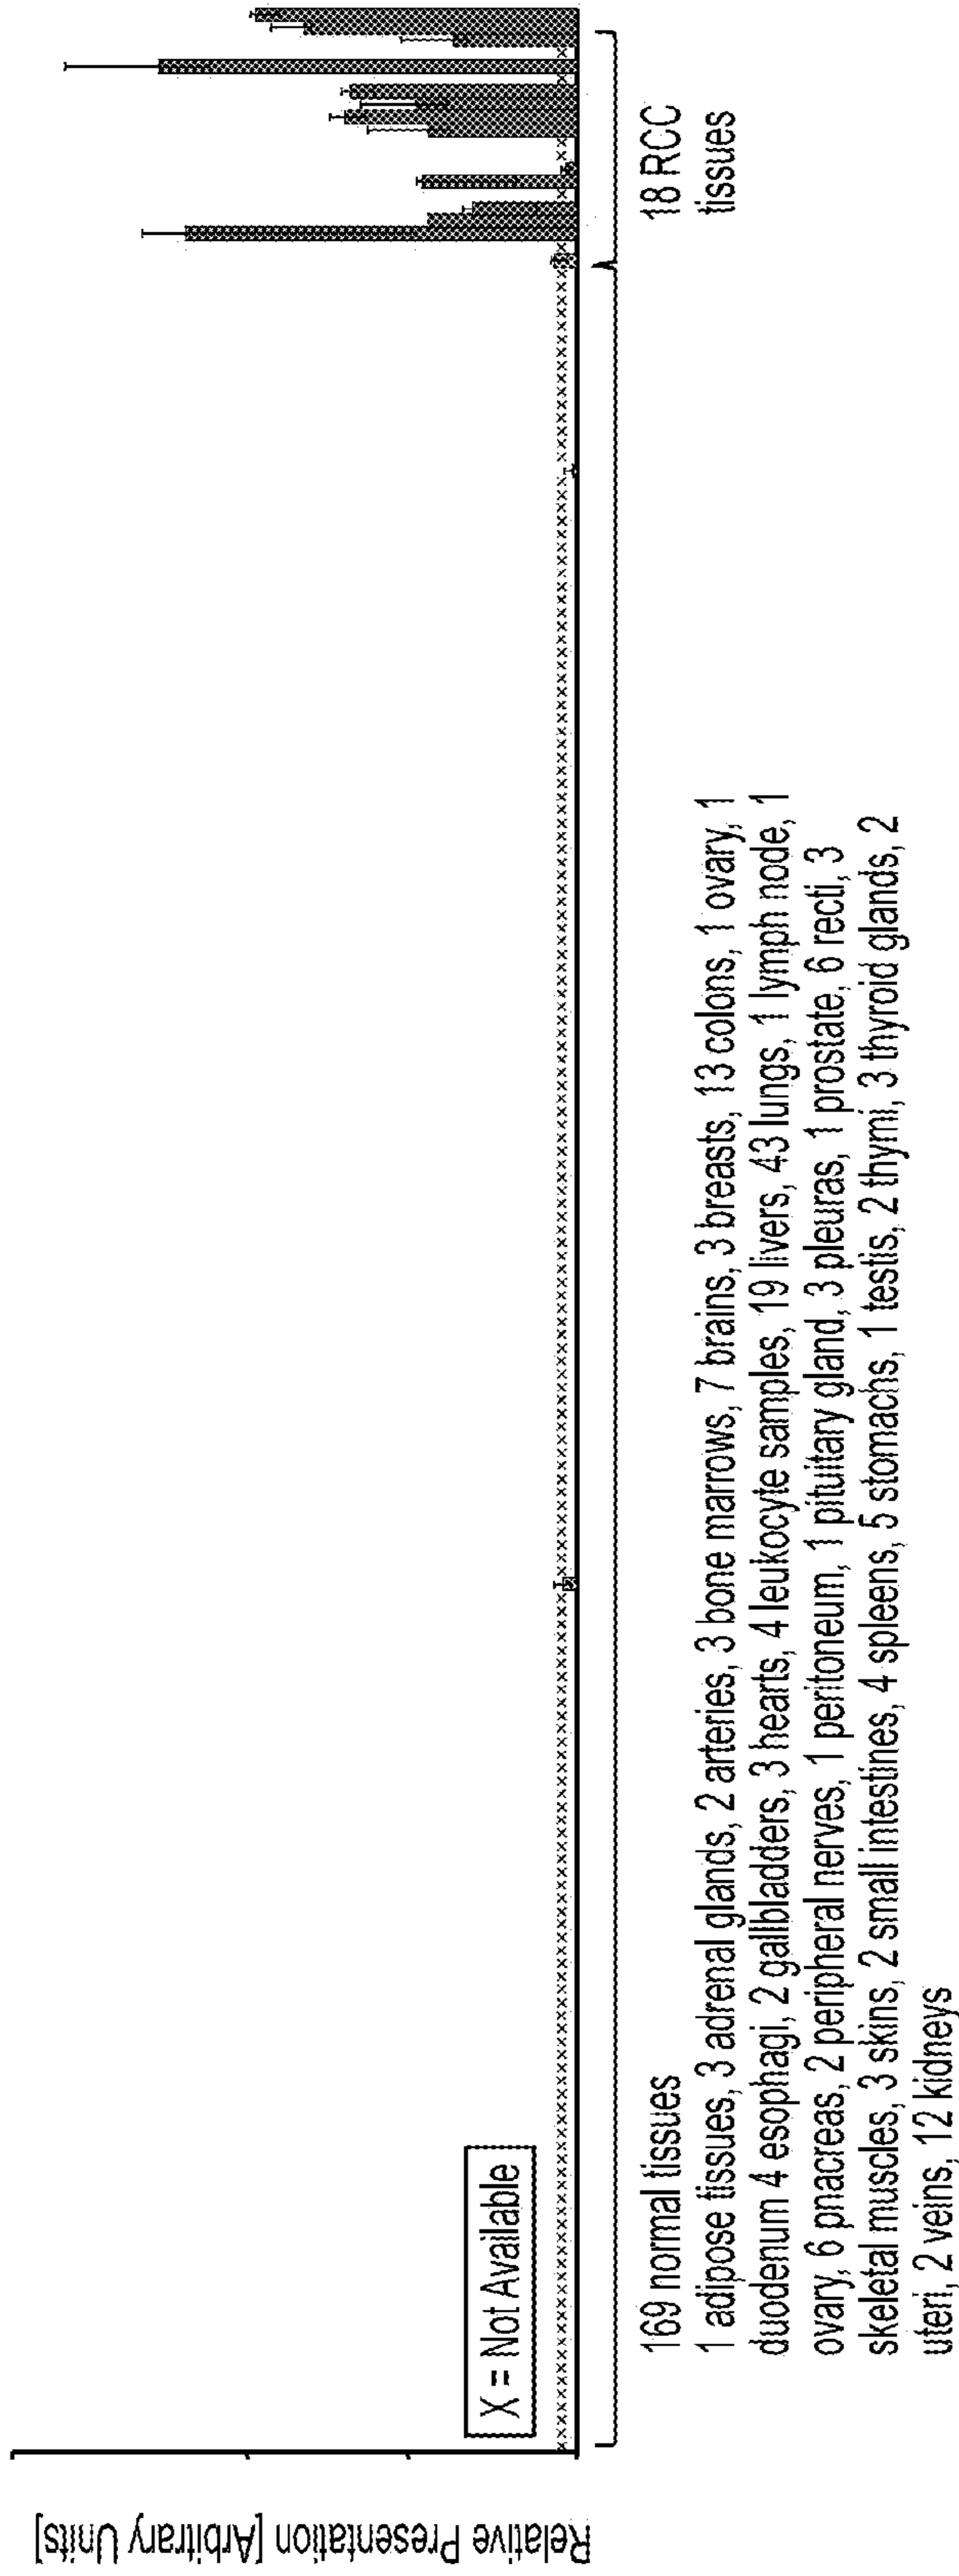 Relative Presentation [Arbitrary Units]
X = Not Available
169 normal tissues
1 adipose tissues, 3 adrenal glands, 2 arteries, 3 bone marrows, 7 brains, 3 breasts, 13 colons, 1 ovary, 1
duodenum 4 esophagi, 2 gallbladders, 3 hearts, 4 leukocyte samples, 19 livers, 43 lungs, 1 lymph node, 1
ovary, 6 pnacreas, 2 peripheral nerves, 1 peritoneum, 1 pituitary gland, 3 pleuras, 1 prostate, 6 recti, 3
skeletal muscles, 3 skins, 2 small intestines, 4 spleens, 5 stomachs, 1 testis, 2 thymi, 3 thyroid glands, 2
uteri, 2 veins, 12 kidneys
18 RCC
tissues